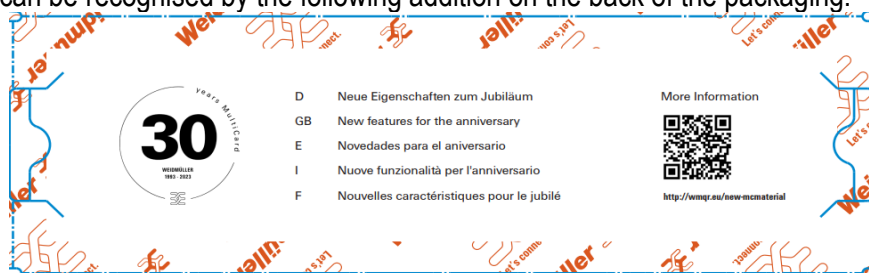 can be recognised by the following addition on the back of the packaging:
Let's connect.
years MultiCard
30
WEIDMÜLLER
1993 - 2023
D Neue Eigenschaften zum Jubiläum
GB New features for the anniversary
E Novedades para el aniversario
I Nuove funzionalità per l'anniversario
F Nouvelles caractéristiques pour le jubilé
More Information
http://wmqr.eu/new-mcmaterial